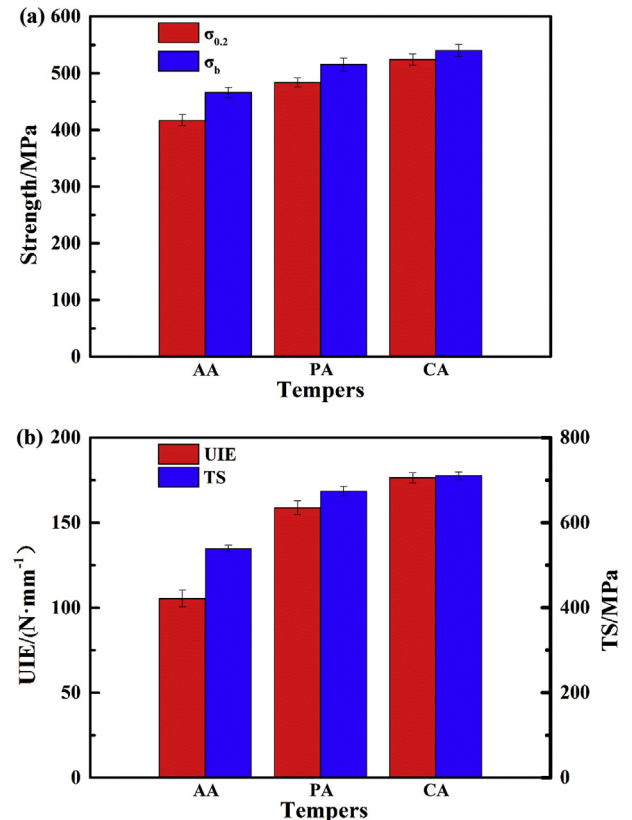 (a)
600
500
400
300
200
100
0
Strength/MPa
σ0.2
σb
AA PA CA
Tempers
(b)
200
150
100
50
0
UIE/(N·mm⁻¹)
UIE
TS
800
600
400
200
0
TS/MPa
AA PA CA
Tempers